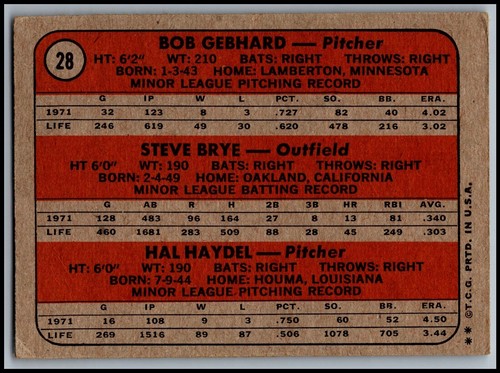 28
BOB GEBHARD — Pitcher
HT: 6'2" WT: 210 BATS: RIGHT THROWS: RIGHT
BORN: 1-3-43 HOME: LAMBERTON, MINNESOTA
MINOR LEAGUE PITCHING RECORD
G IP W L PCT. SO. BB. ERA.
1971 32 123 8 3 .727 82 40 4.02
LIFE 246 619 49 30 .620 478 216 3.02
STEVE BRYE — Outfield
HT 6'0" WT: 190 BATS: RIGHT THROWS: RIGHT
BORN: 2-4-49 HOME: OAKLAND, CALIFORNIA
MINOR LEAGUE BATTING RECORD
G AB R H 2B 3B HR RBI AVG.
1971 128 483 96 164 27 8 13 81 .340
LIFE 460 1681 283 509 88 28 45 249 .303
HAL HAYDEL — Pitcher
HT: 6'0" WT: 190 BATS: RIGHT THROWS: RIGHT
BORN: 7-9-44 HOME: HOUMA, LOUISIANA
MINOR LEAGUE PITCHING RECORD
G IP W L PCT. SO. BB. ERA.
1971 16 108 9 3 .750 60 52 4.50
LIFE 269 1516 89 87 .506 1078 705 3.44
** ©T.C.G. PRTD. IN U.S.A.